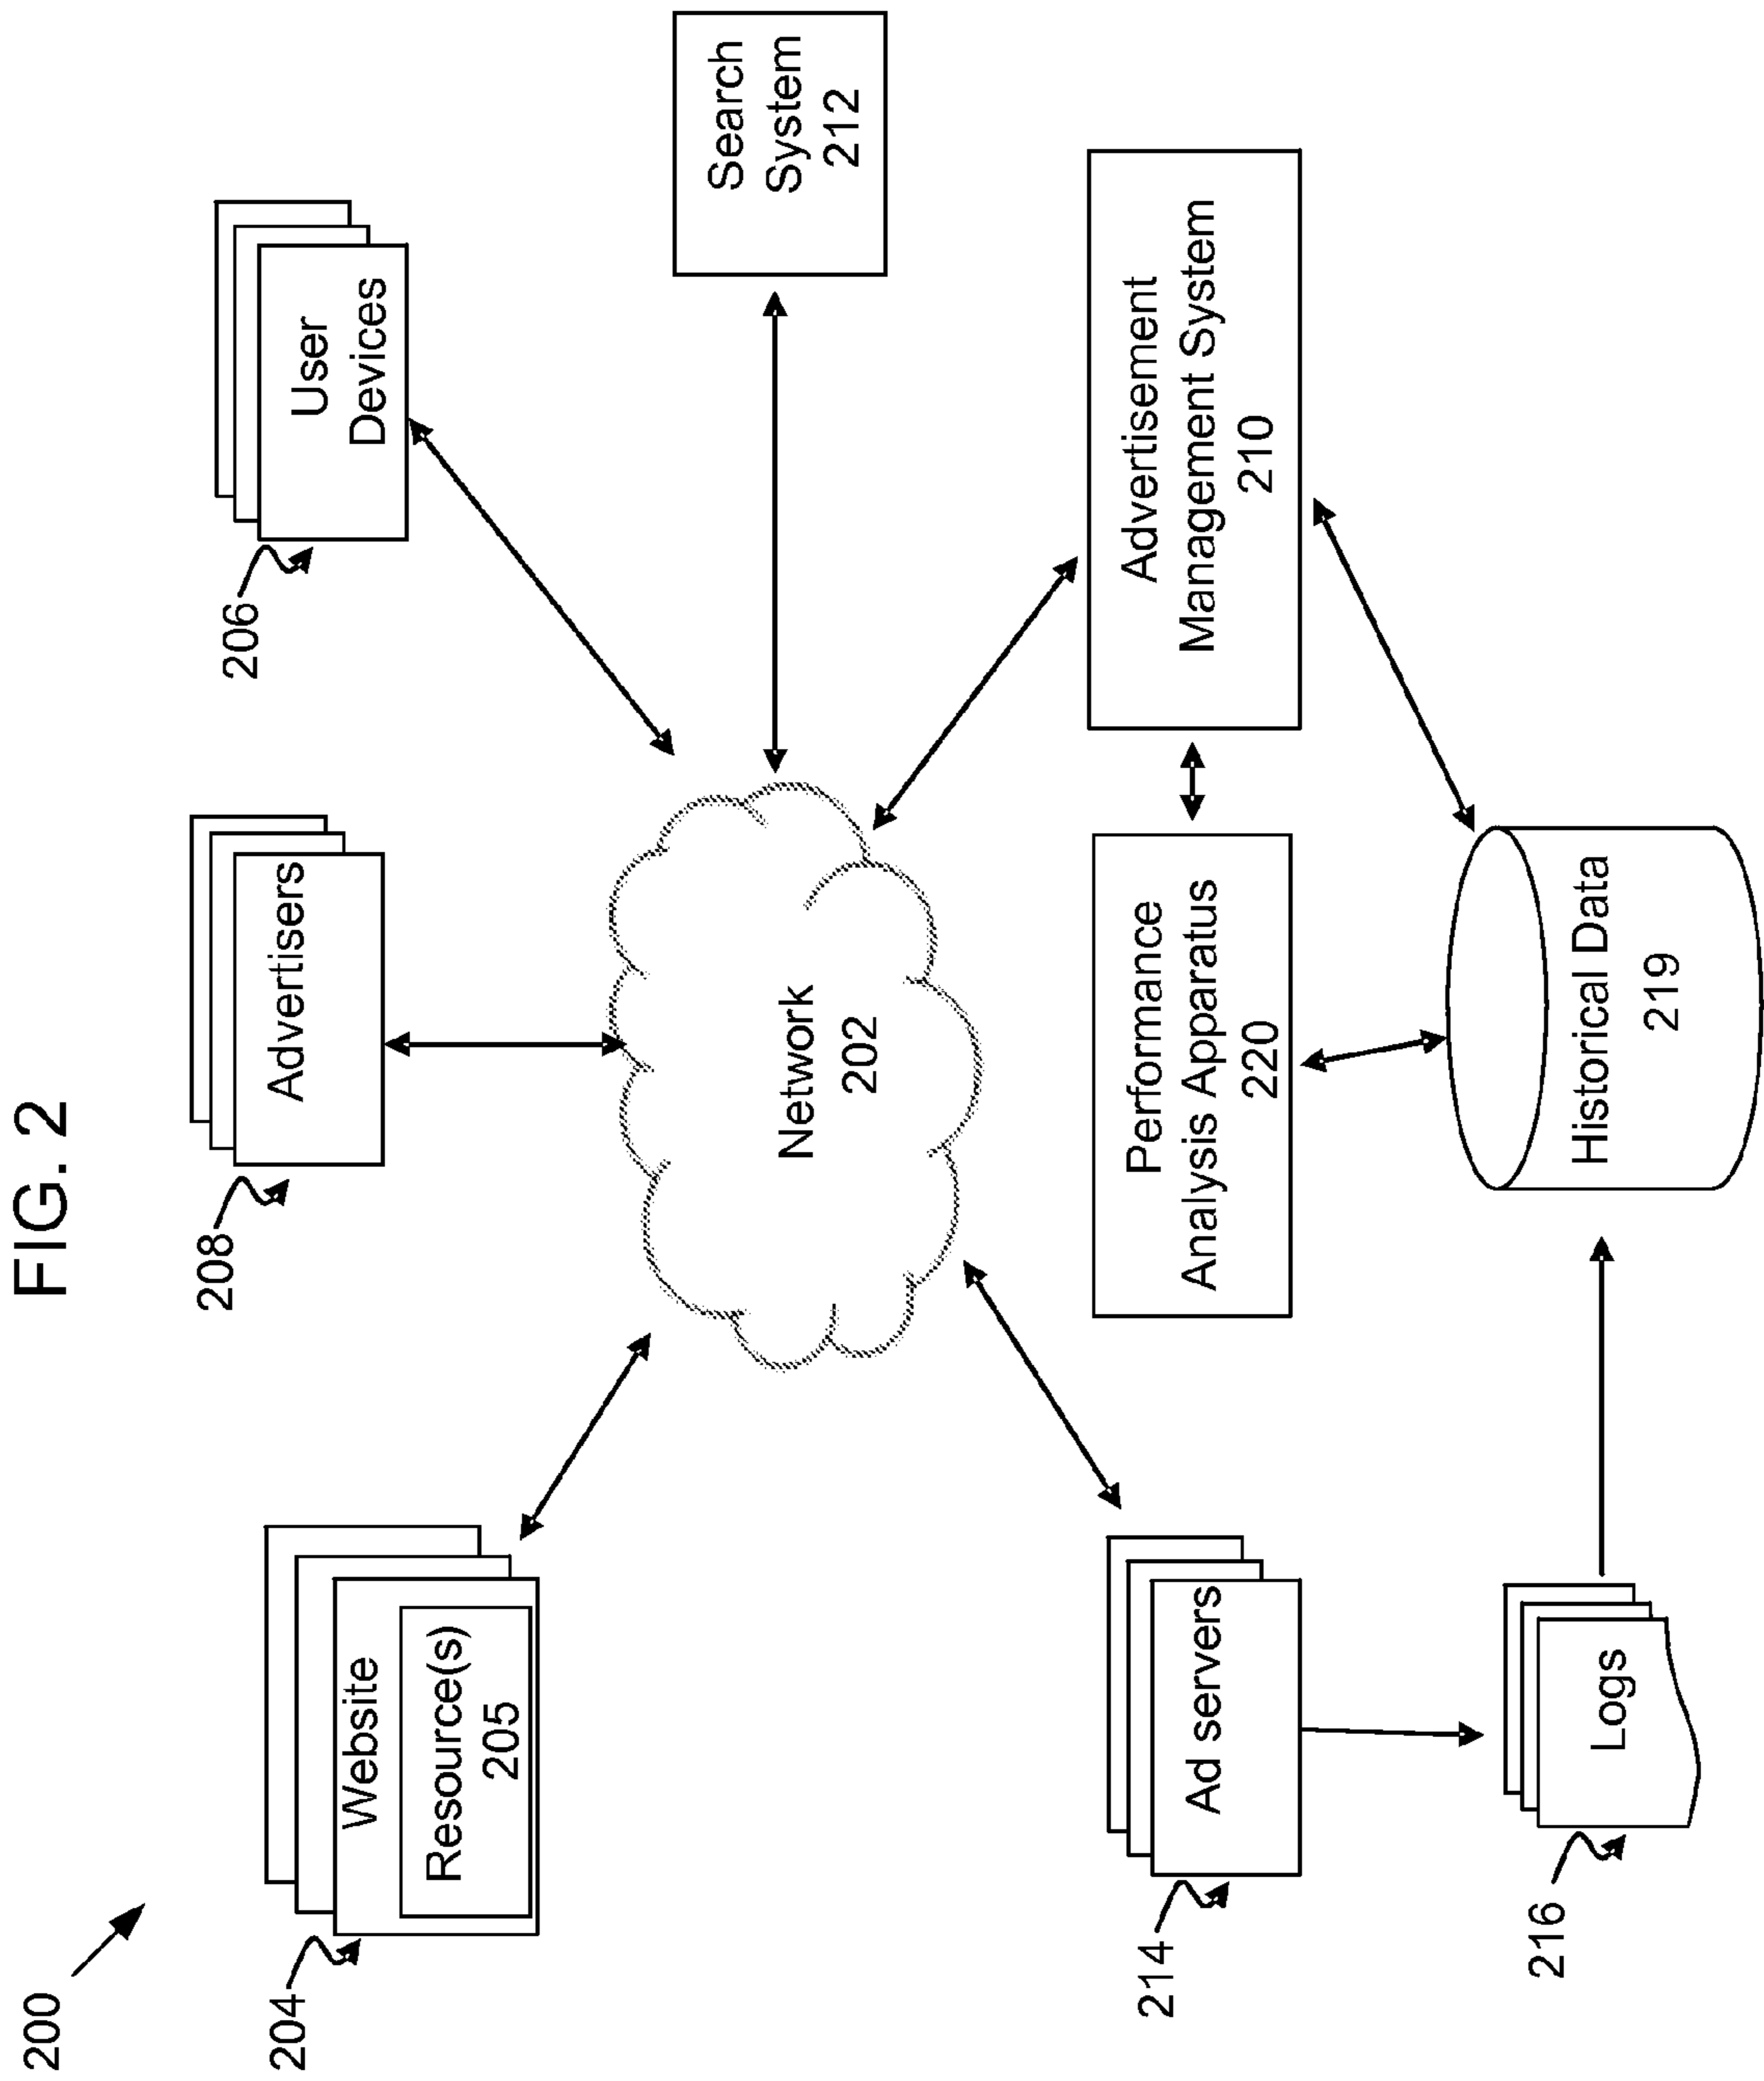 FIG. 2
200
204
Website
Resource(s)
205
208
Advertisers
206
User
Devices
Network
202
Search
System
212
214
Ad servers
Performance
Analysis Apparatus
220
Advertisement
Management System
210
216
Logs
Historical Data
219